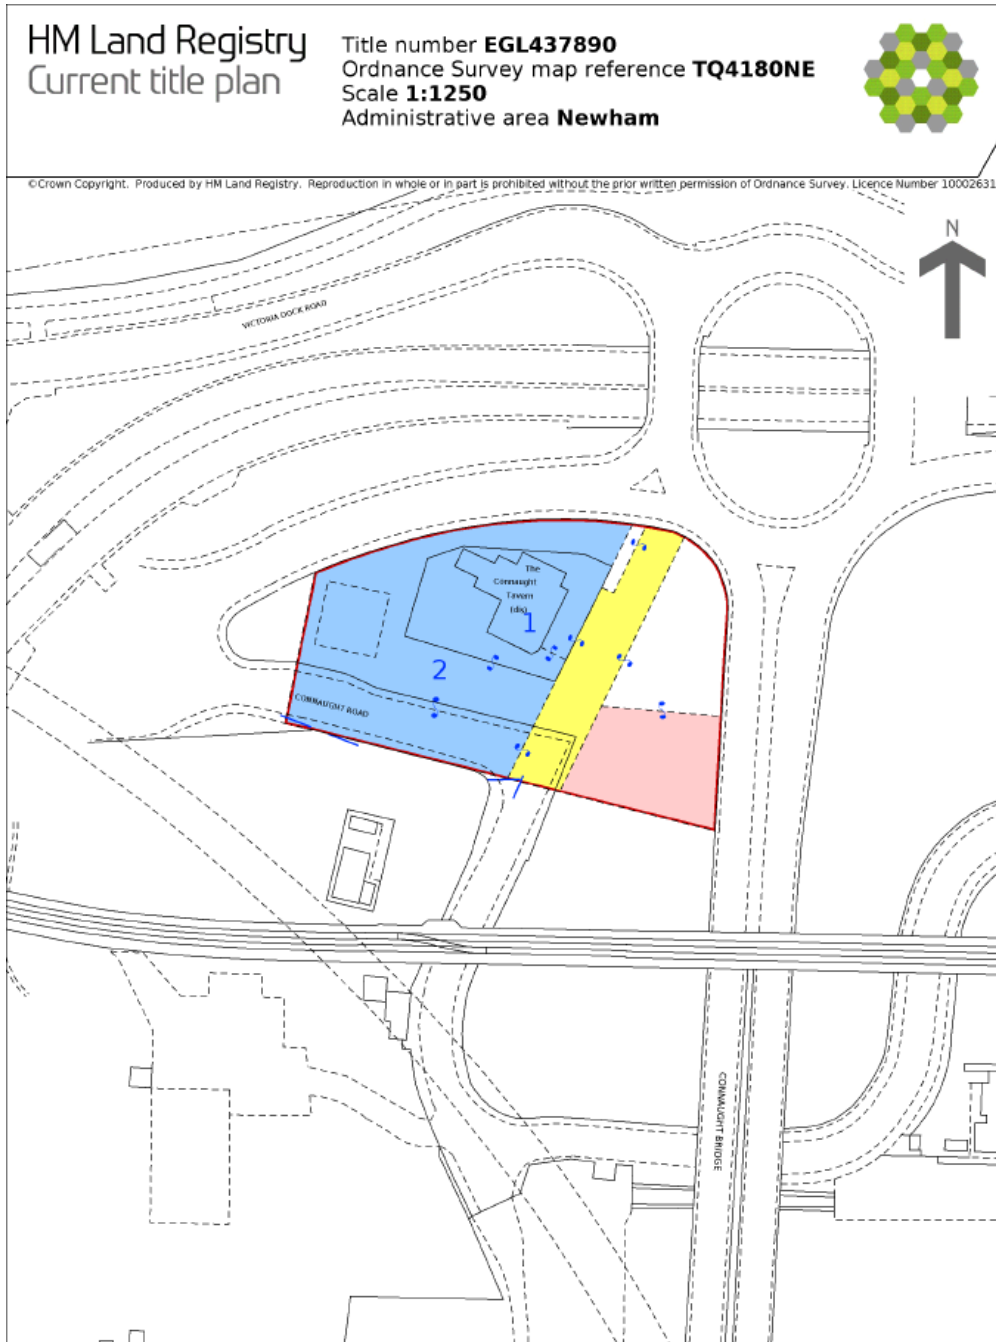 HM Land Registry
Current title plan
Title number EGL437890
Ordnance Survey map reference TQ4180NE
Scale 1:1250
Administrative area Newham
©Crown Copyright. Produced by HM Land Registry. Reproduction in whole or in part is prohibited without the prior written permission of Ordnance Survey. Licence Number 10002631
N
VICTORIA DOCK ROAD
The
Connaught
Tavern
(dis)
1
2
CONNAUGHT ROAD
CONNAUGHT BRIDGE